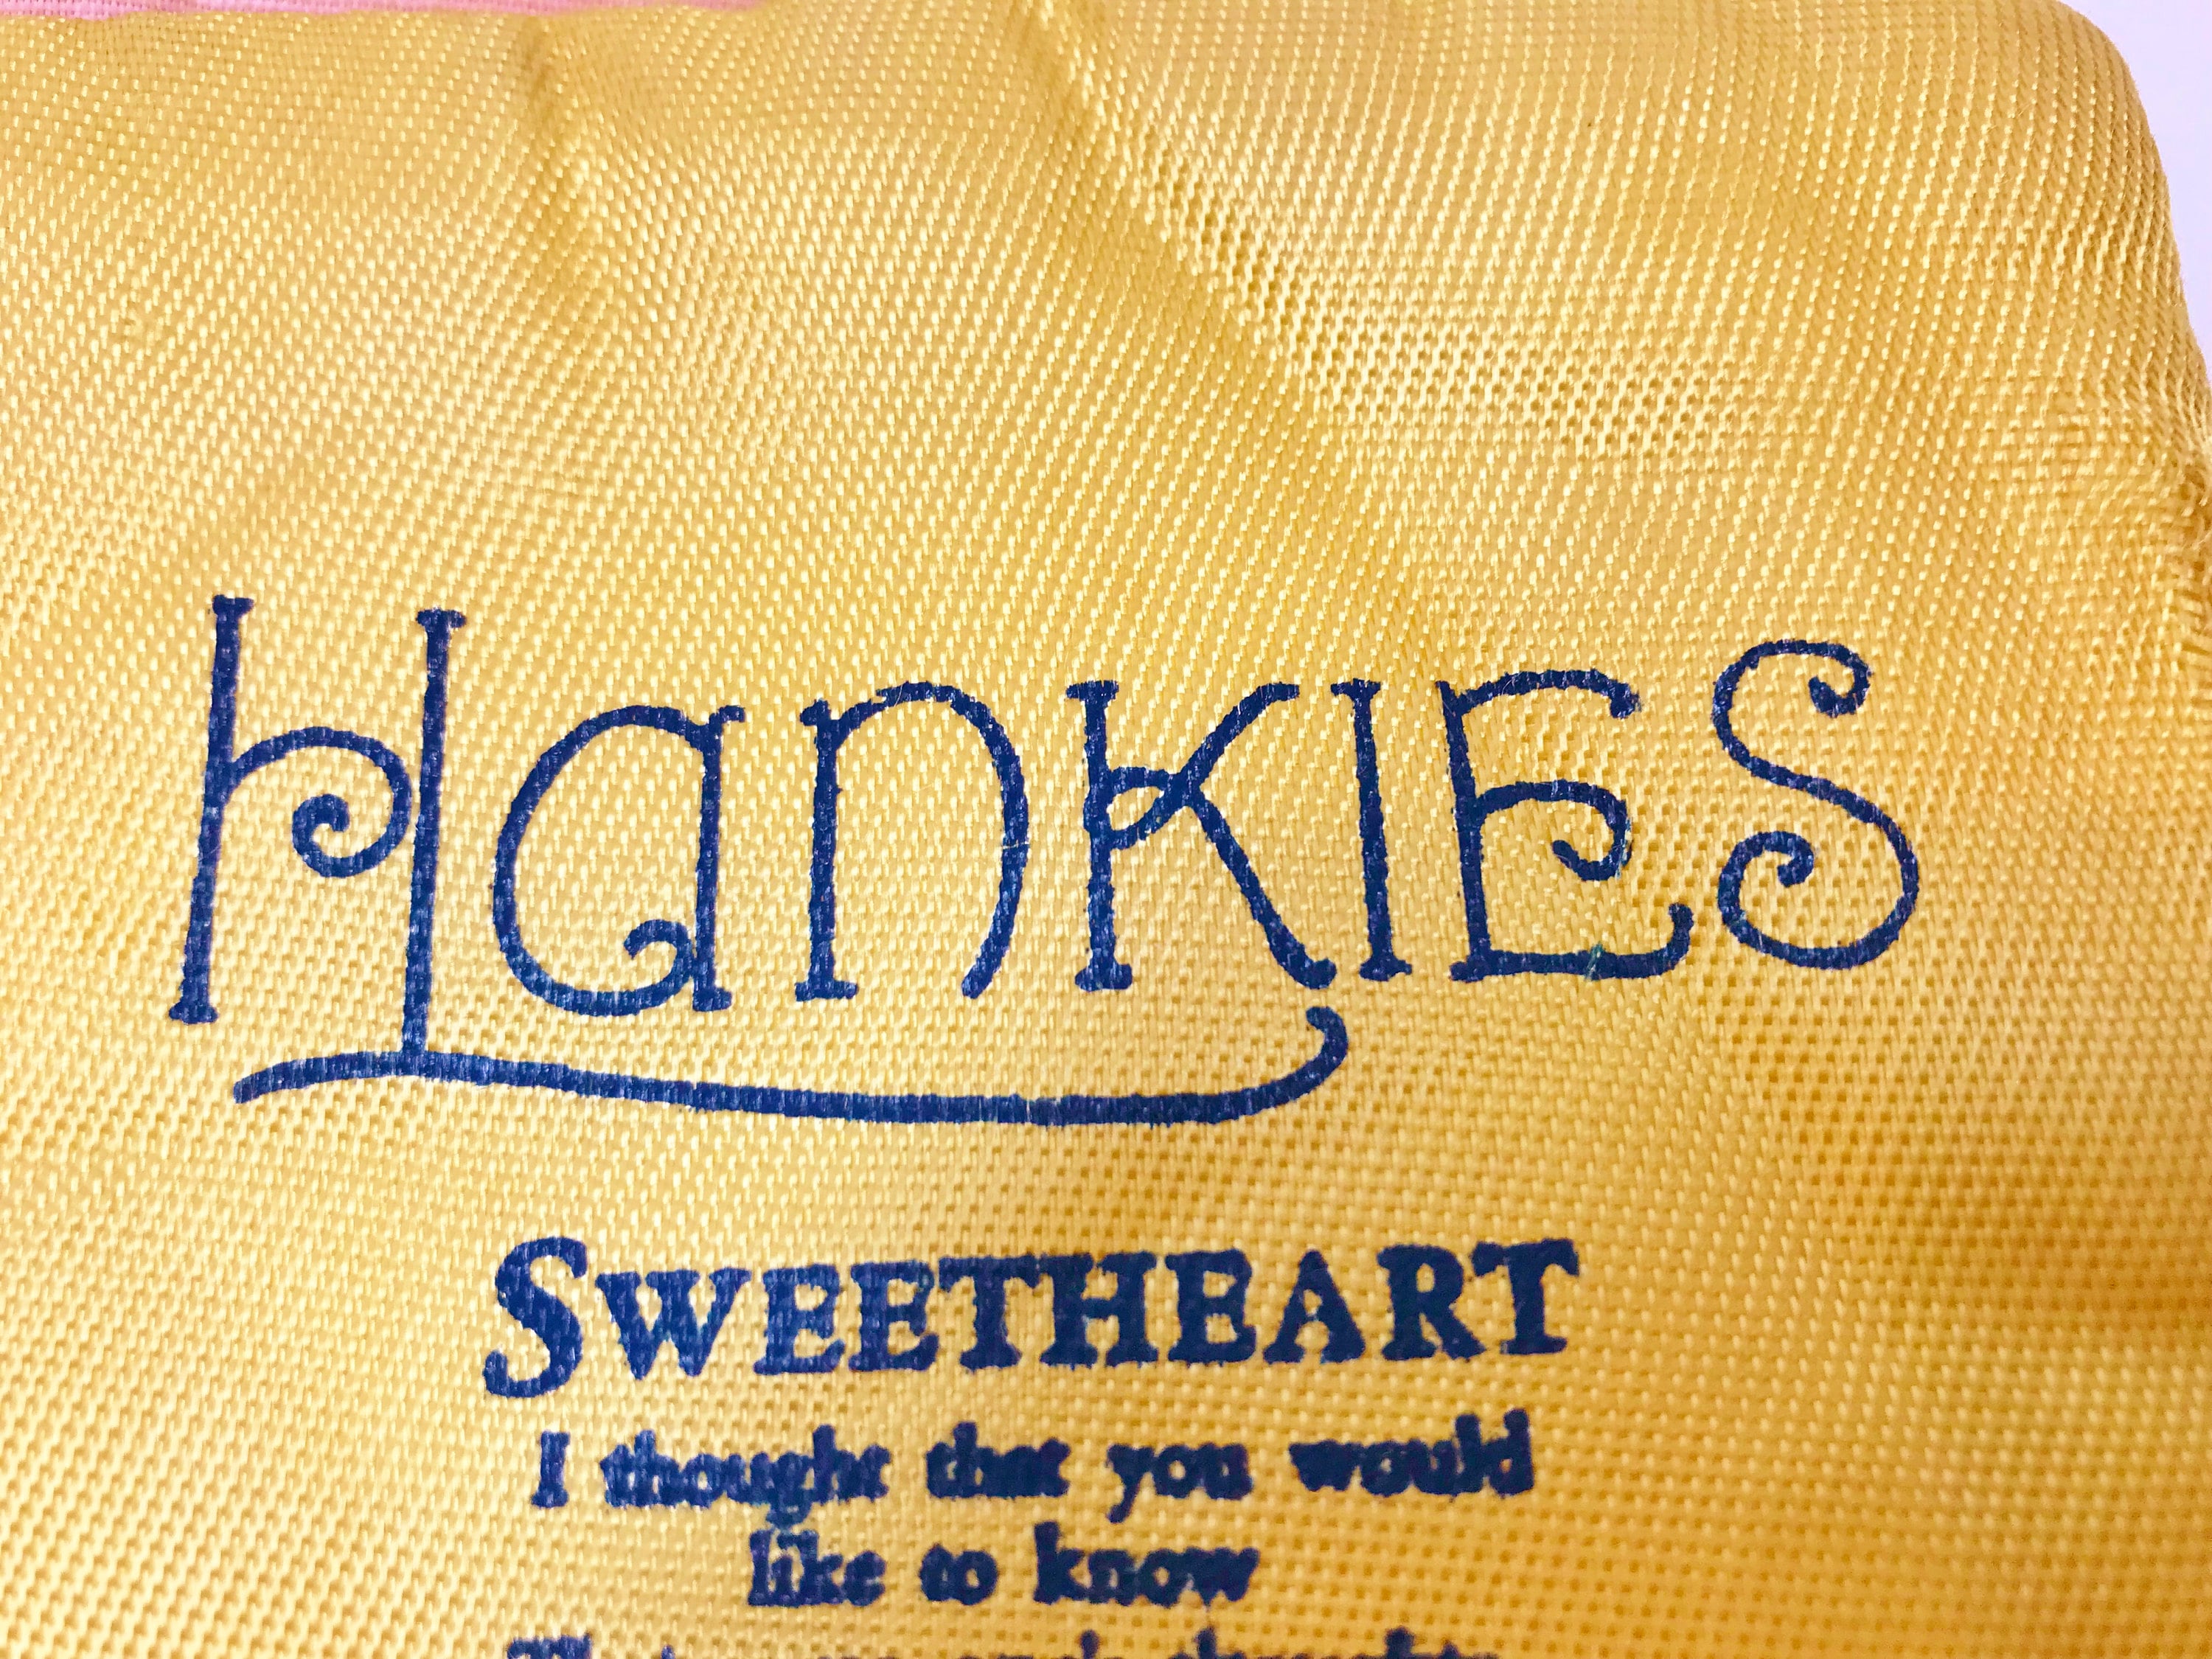 HanKIES
SWEETHEART
I thought that you would
like to know